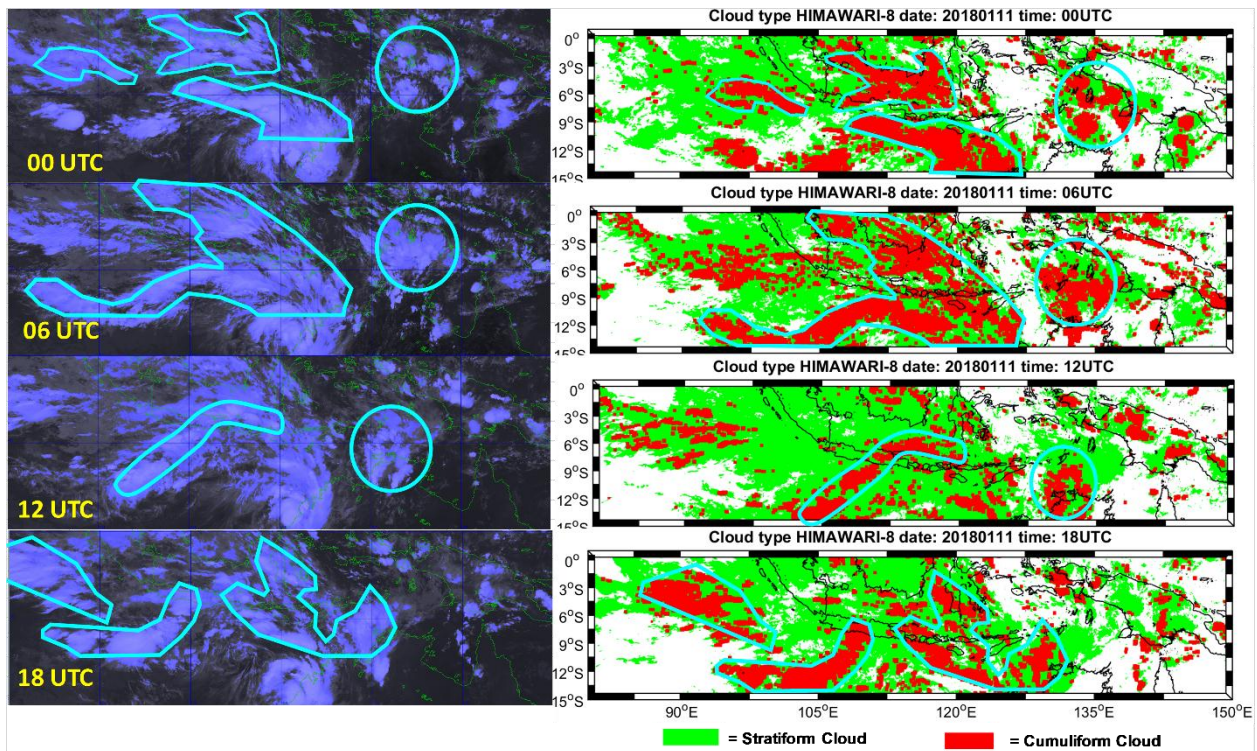 Cloud type HIMAWARI-8 date: 20180111 time: 00UTC
00 UTC
0°
3°S
6°S
9°S
12°S
15°S
Cloud type HIMAWARI-8 date: 20180111 time: 06UTC
06 UTC
0°
3°S
6°S
9°S
12°S
15°S
Cloud type HIMAWARI-8 date: 20180111 time: 12UTC
12 UTC
0°
3°S
6°S
9°S
12°S
15°S
Cloud type HIMAWARI-8 date: 20180111 time: 18UTC
18 UTC
0°
3°S
6°S
9°S
12°S
15°S
90°E 105°E 120°E 135°E 150°E
= Stratiform Cloud = Cumuliform Cloud